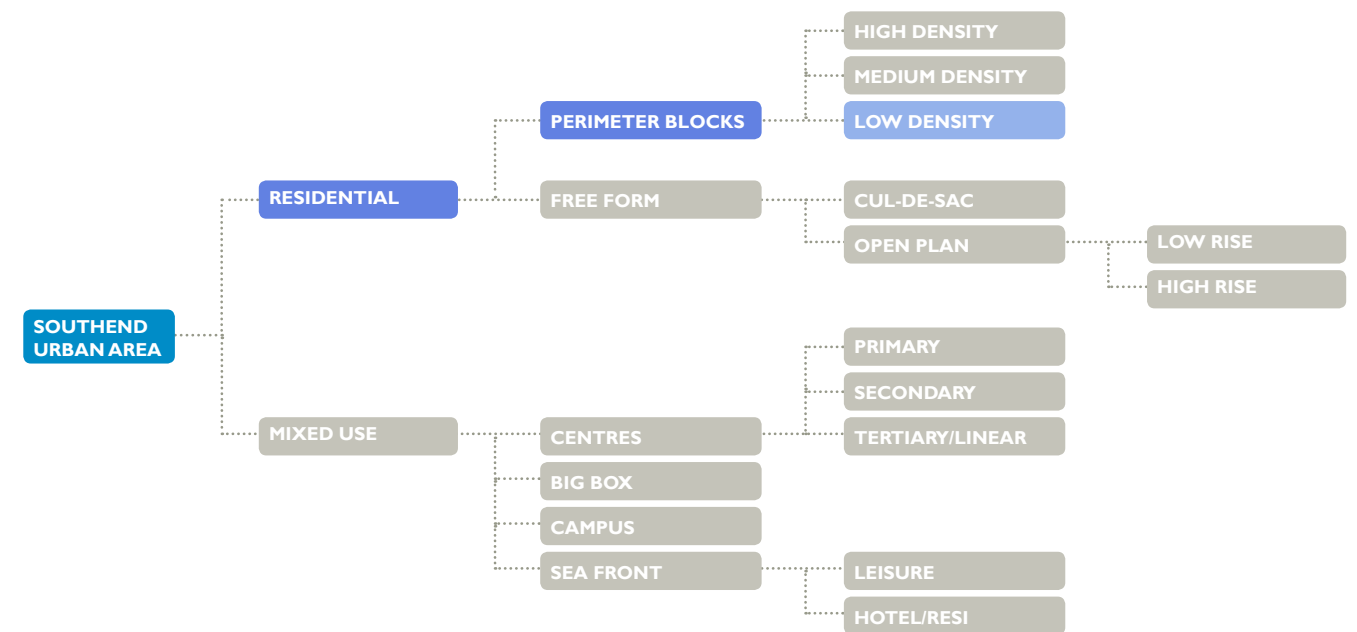 HIGH DENSITY
MEDIUM DENSITY
PERIMETER BLOCKS
LOW DENSITY
RESIDENTIAL
FREE FORM
CUL-DE-SAC
OPEN PLAN
LOW RISE
HIGH RISE
SOUTHEND
URBAN AREA
PRIMARY
SECONDARY
MIXED USE
CENTRES
TERTIARY/LINEAR
BIG BOX
CAMPUS
SEA FRONT
LEISURE
HOTEL/RESI